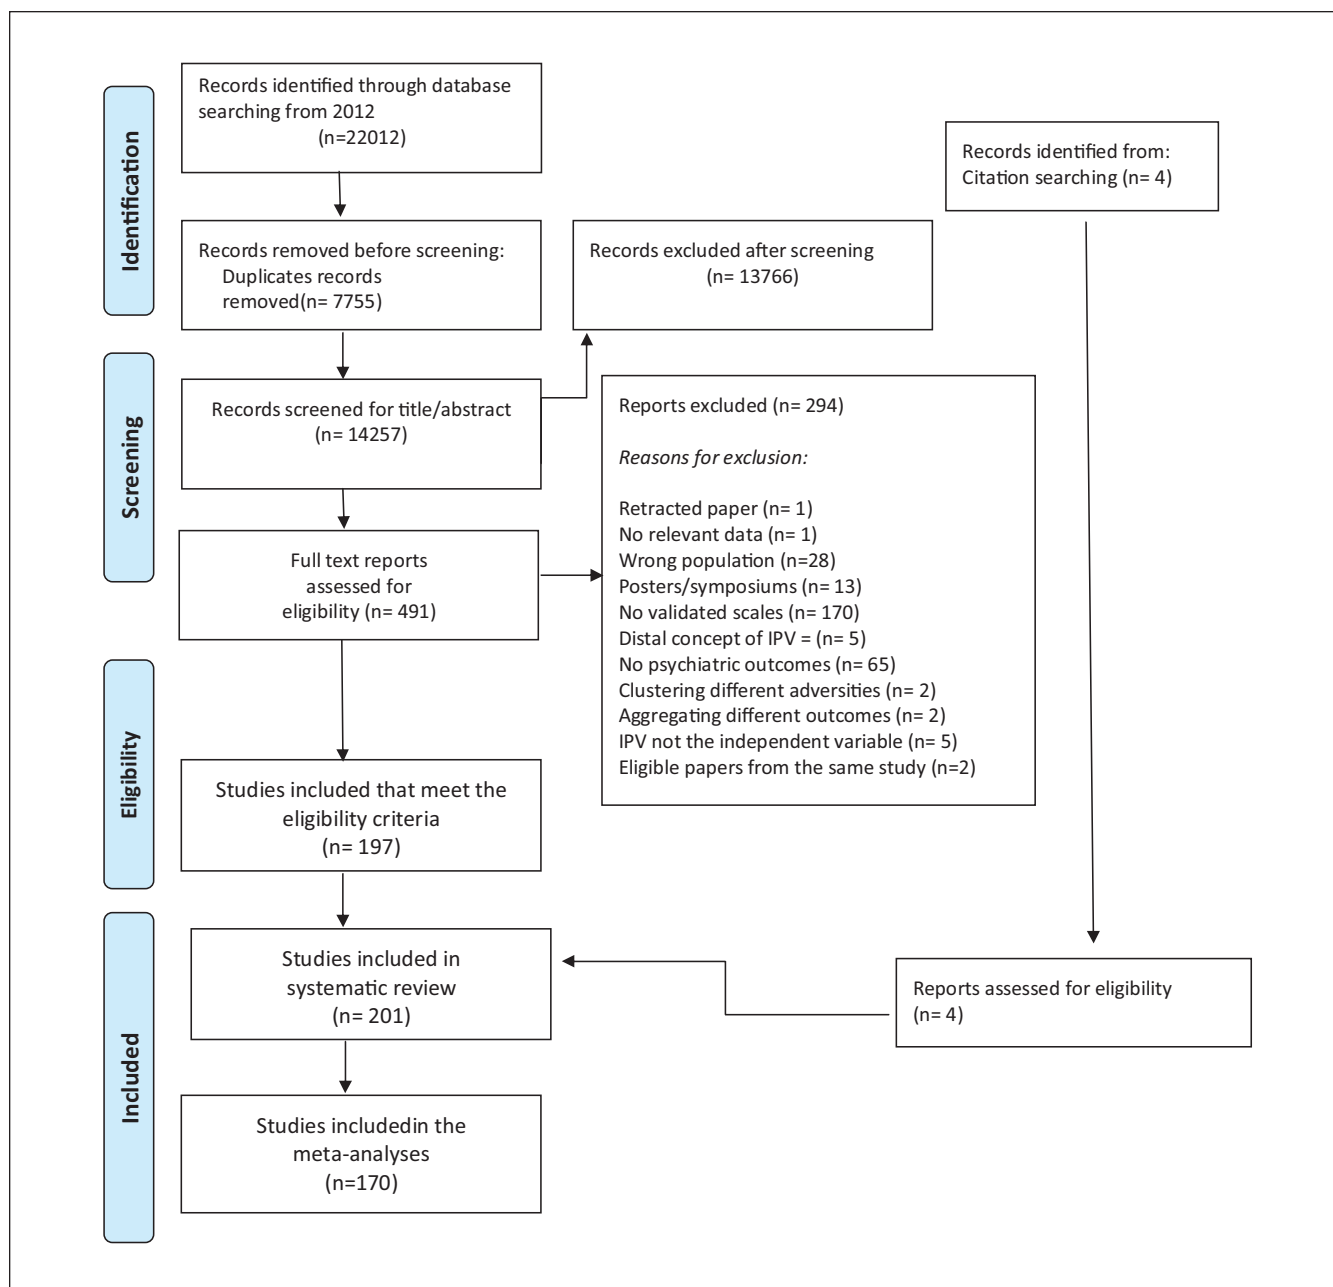 Identification
Records identified through database
searching from 2012
(n=22012)
Records identified from:
Citation searching (n= 4)
Records removed before screening:
Duplicates records
removed(n= 7755)
Records excluded after screening
(n= 13766)
Screening
Records screened for title/abstract
(n= 14257)
Full text reports
assessed for
eligibility (n= 491)
Reports excluded (n= 294)
Reasons for exclusion:
Retracted paper (n= 1)
No relevant data (n= 1)
Wrong population (n=28)
Posters/symposiums (n= 13)
No validated scales (n= 170)
Distal concept of IPV = (n= 5)
No psychiatric outcomes (n= 65)
Clustering different adversities (n= 2)
Aggregating different outcomes (n= 2)
IPV not the independent variable (n= 5)
Eligible papers from the same study (n=2)
Eligibility
Studies included that meet the
eligibility criteria
(n= 197)
Included
Studies included in
systematic review
(n= 201)
Reports assessed for eligibility
(n= 4)
Studies includedin the
meta-analyses
(n=170)